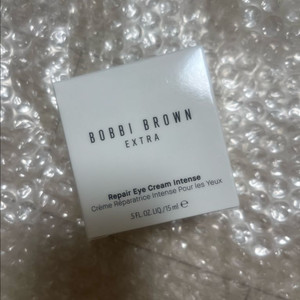 BOBBI BROWN
EXTRA
Repair Eye Cream Intense
Crème Réparatrice Intense Pour les Yeux
.5 FL.OZ.LIQ./15 ml ℮